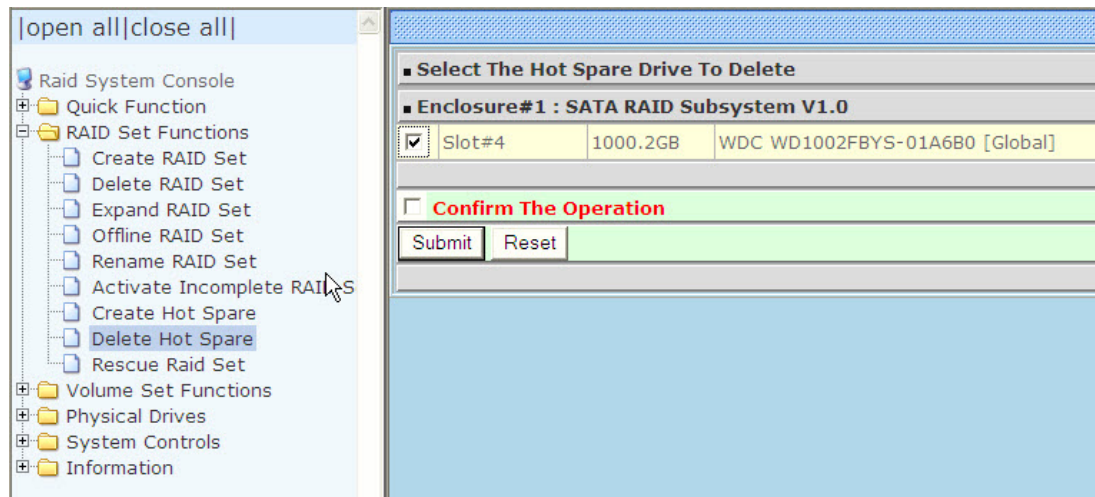 |open all|close all|
Raid System Console
Quick Function
RAID Set Functions
Create RAID Set
Delete RAID Set
Expand RAID Set
Offline RAID Set
Rename RAID Set
Activate Incomplete RAID S
Create Hot Spare
Delete Hot Spare
Rescue Raid Set
Volume Set Functions
Physical Drives
System Controls
Information
Select The Hot Spare Drive To Delete
Enclosure#1 : SATA RAID Subsystem V1.0
Slot#4 1000.2GB WDC WD1002FBYS-01A6B0 [Global]
Confirm The Operation
Submit Reset